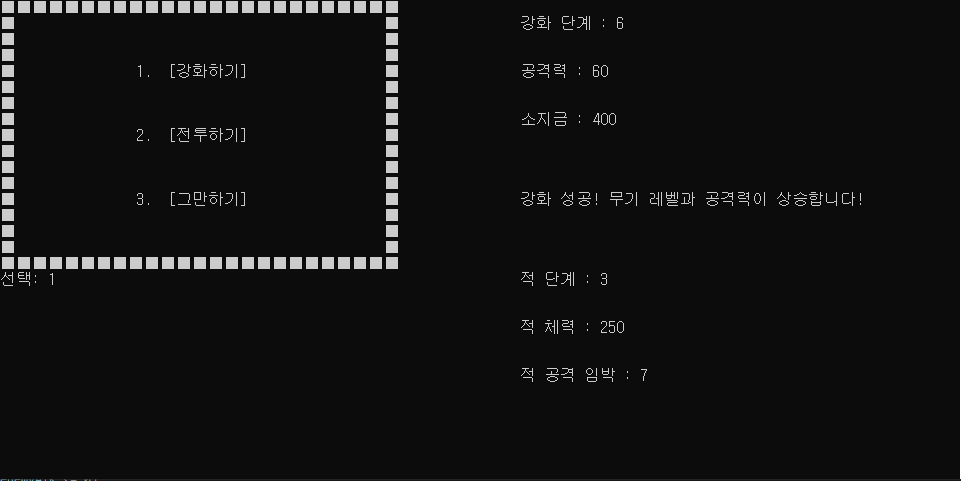 1. [강화하기]
2. [전투하기]
3. [그만하기]
선택: 1
강화 단계 : 6
공격력 : 60
소지금 : 400
강화 성공! 무기 레벨과 공격력이 상승합니다!
적 단계 : 3
적 체력 : 250
적 공격 임박 : 7